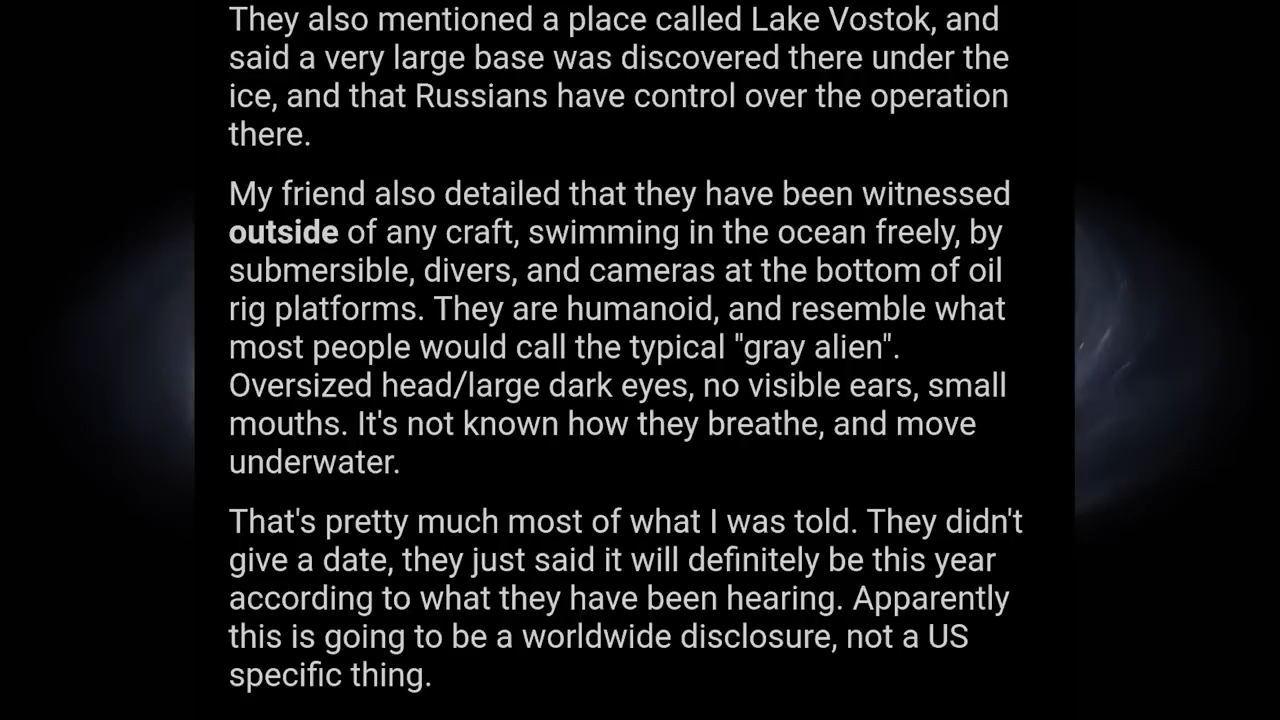 They also mentioned a place called Lake Vostok, and
said a very large base was discovered there under the
ice, and that Russians have control over the operation
there.
My friend also detailed that they have been witnessed
outside of any craft, swimming in the ocean freely, by
submersible, divers, and cameras at the bottom of oil
rig platforms. They are humanoid, and resemble what
most people would call the typical "gray alien".
Oversized head/large dark eyes, no visible ears, small
mouths. It's not known how they breathe, and move
underwater.
That's pretty much most of what I was told. They didn't
give a date, they just said it will definitely be this year
according to what they have been hearing. Apparently
this is going to be a worldwide disclosure, not a US
specific thing.